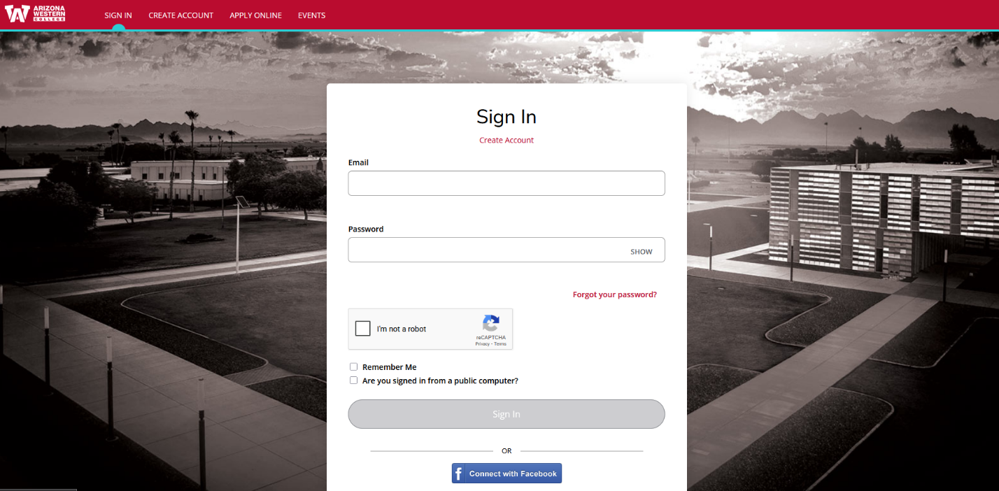 ARIZONA
WESTERN
COLLEGE
SIGN IN CREATE ACCOUNT APPLY ONLINE EVENTS
Sign In
Create Account
Email
Password
SHOW
Forgot your password?
I'm not a robot
reCAPTCHA
Privacy - Terms
Remember Me
Are you signed in from a public computer?
Sign In
OR
f Connect with Facebook